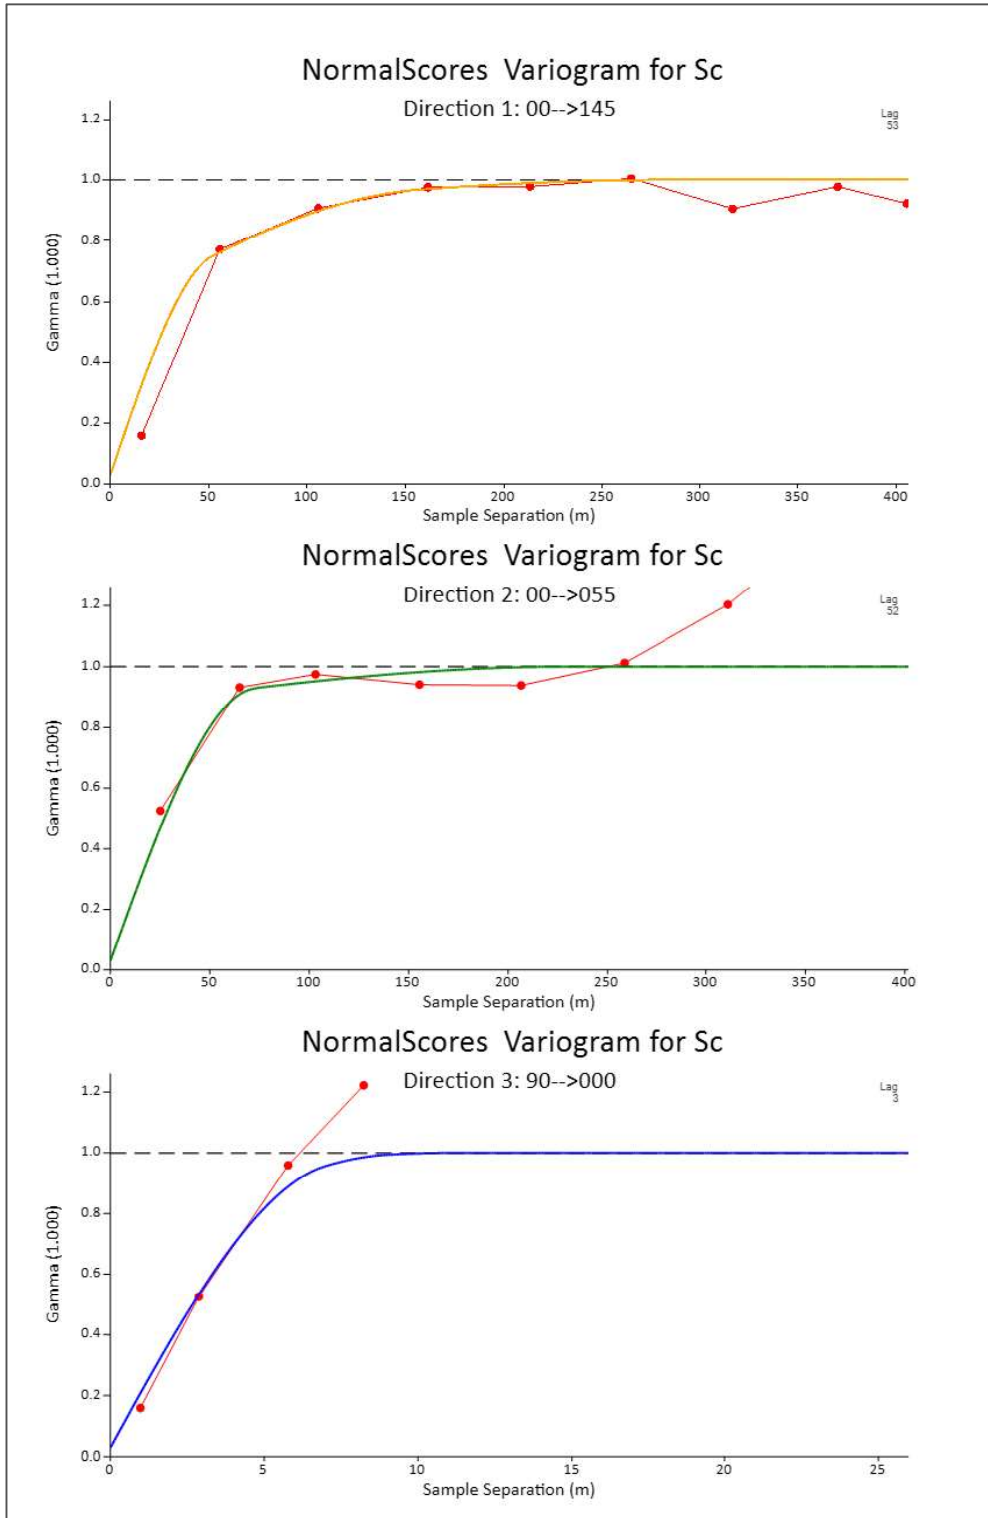 NormalScores Variogram for Sc
Direction 1: 00-->145
Lag
53
1.2
1.0
0.8
0.6
0.4
0.2
0.0
Gamma (1.000)
0 50 100 150 200 250 300 350 400
Sample Separation (m)
NormalScores Variogram for Sc
Direction 2: 00-->055
Lag
52
1.2
1.0
0.8
0.6
0.4
0.2
0.0
Gamma (1.000)
0 50 100 150 200 250 300 350 400
Sample Separation (m)
NormalScores Variogram for Sc
Direction 3: 90-->000
Lag
3
1.2
1.0
0.8
0.6
0.4
0.2
0.0
Gamma (1.000)
0 5 10 15 20 25
Sample Separation (m)